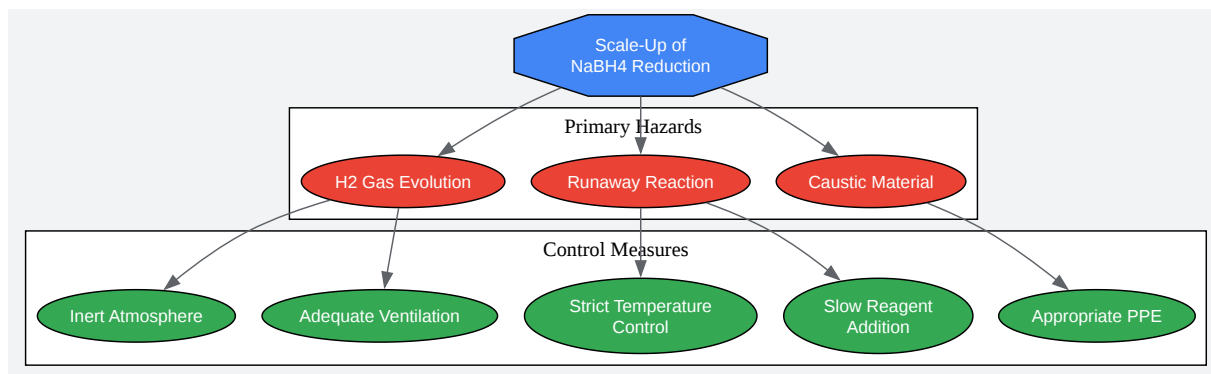 Scale-Up of
NaBH4 Reduction
Primary Hazards
H2 Gas Evolution
Runaway Reaction
Caustic Material
Control Measures
Inert Atmosphere
Adequate Ventilation
Strict Temperature
Control
Slow Reagent
Addition
Appropriate PPE